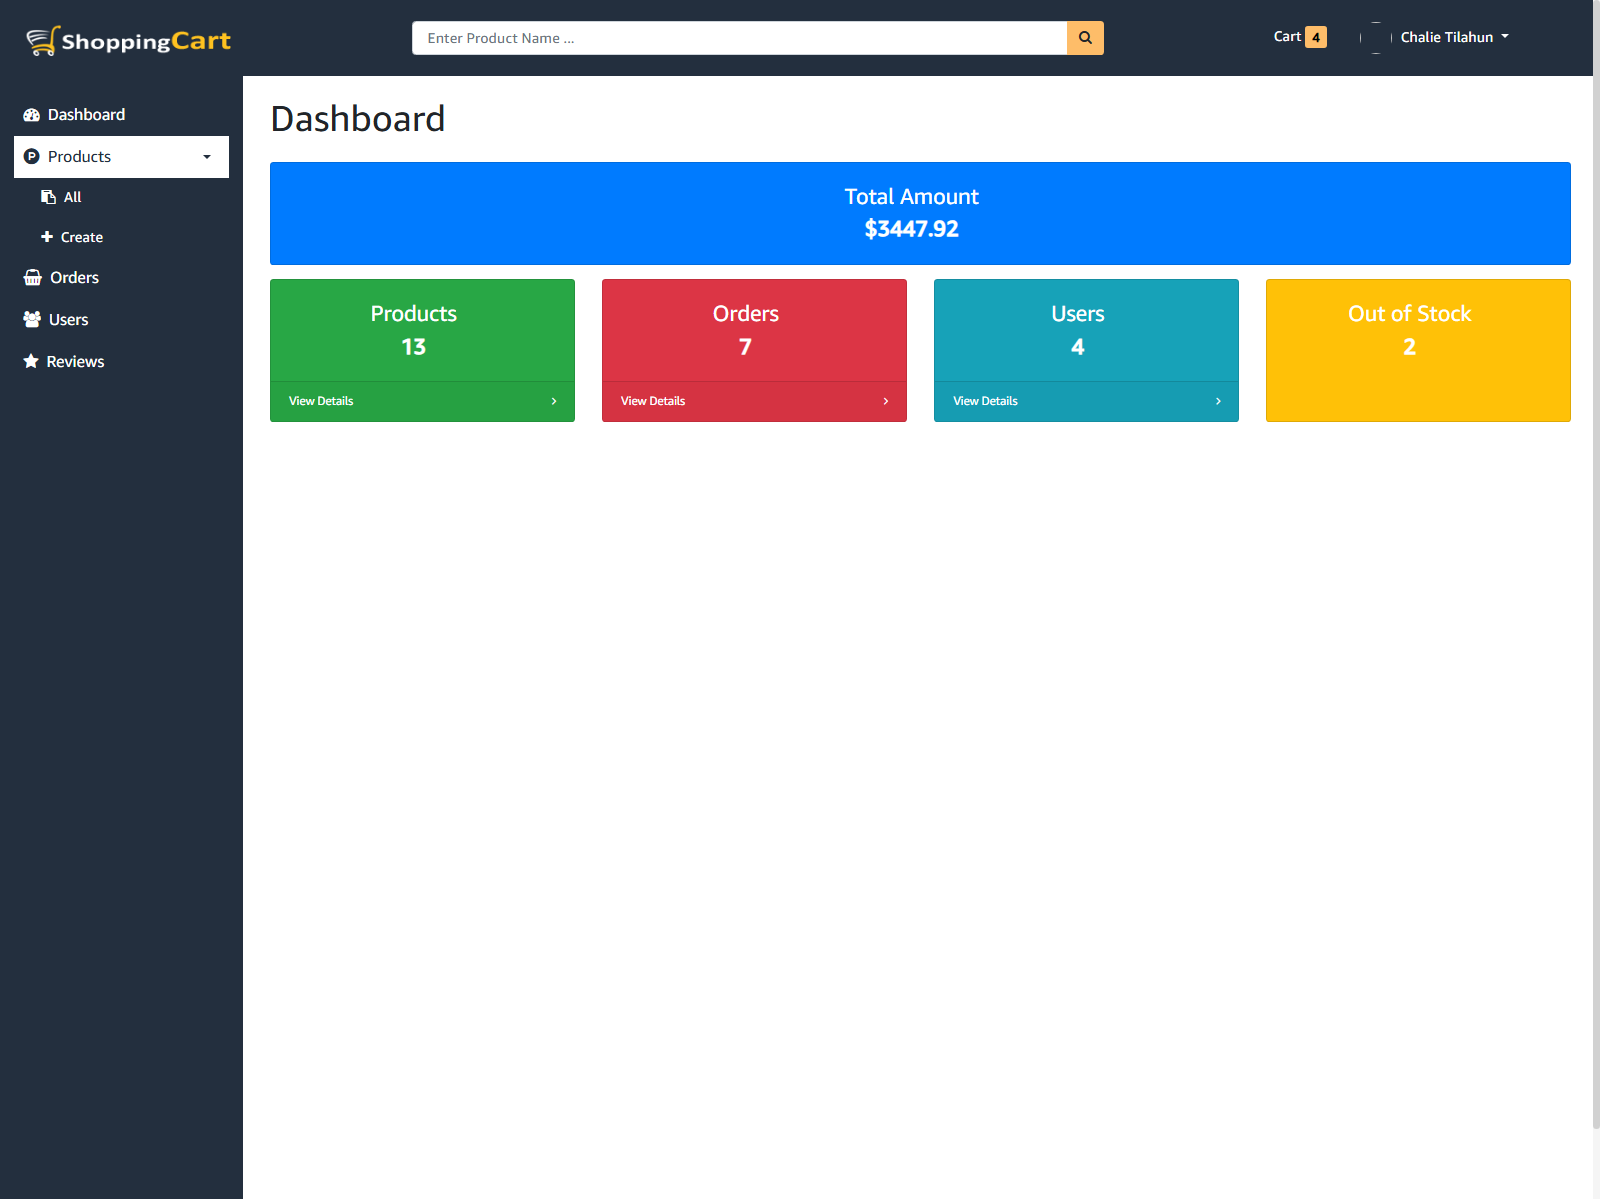 ShoppingCart
Enter Product Name ...
Cart 4
Chalie Tilahun
Dashboard
Products
All
Create
Orders
Users
Reviews
Dashboard
Total Amount
$3447.92
Products
13
View Details
Orders
7
View Details
Users
4
View Details
Out of Stock
2